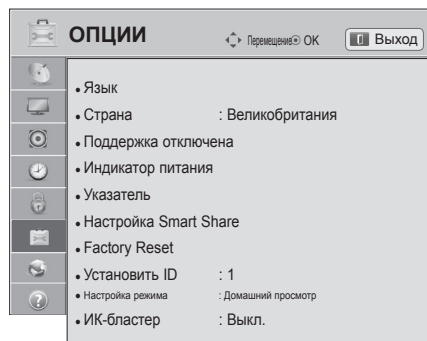 ОПЦИИ Перемещение OK Выход
• Язык
• Страна : Великобритания
• Поддержка отключена
• Индикатор питания
• Указатель
• Настройка Smart Share
• Factory Reset
• Установить ID : 1
• Настройка режима : Домашний просмотр
• ИК-бластер : Выкл.